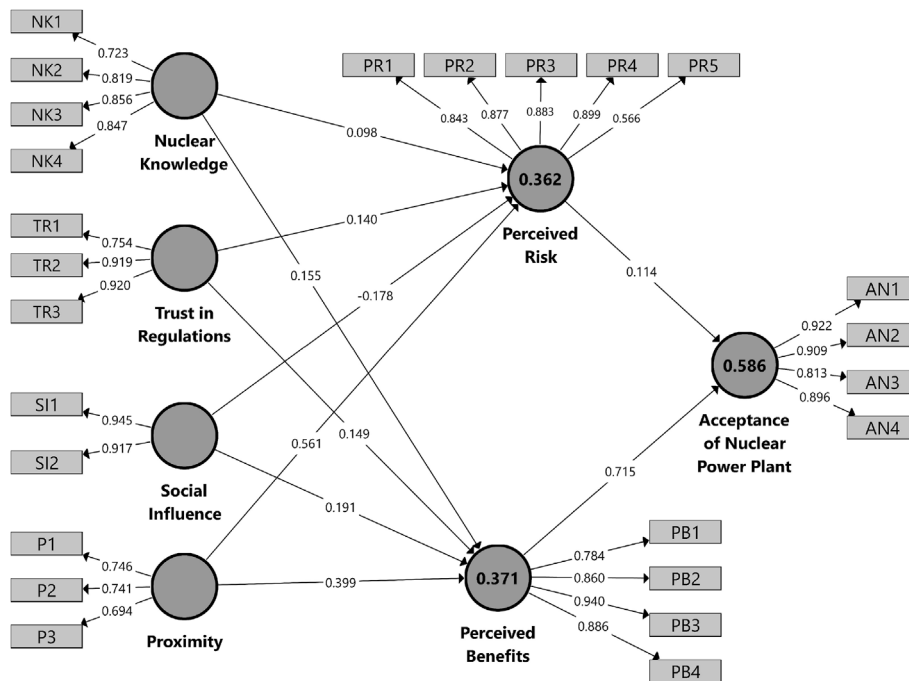 NK1
NK2
NK3
NK4
0.723
0.819
0.856
0.847
Nuclear
Knowledge
PR1
PR2
PR3
PR4
PR5
0.843
0.877
0.883
0.899
0.566
0.098
0.362
Perceived
Risk
TR1
TR2
TR3
0.754
0.919
0.920
Trust in
Regulations
0.140
0.155
-0.178
0.114
AN1
AN2
AN3
AN4
0.922
0.909
0.813
0.896
0.586
Acceptance
of Nuclear
Power Plant
SI1
SI2
0.945
0.917
Social
Influence
0.561
0.149
0.191
0.715
P1
P2
P3
0.746
0.741
0.694
Proximity
0.399
0.371
Perceived
Benefits
PB1
PB2
PB3
PB4
0.784
0.860
0.940
0.886